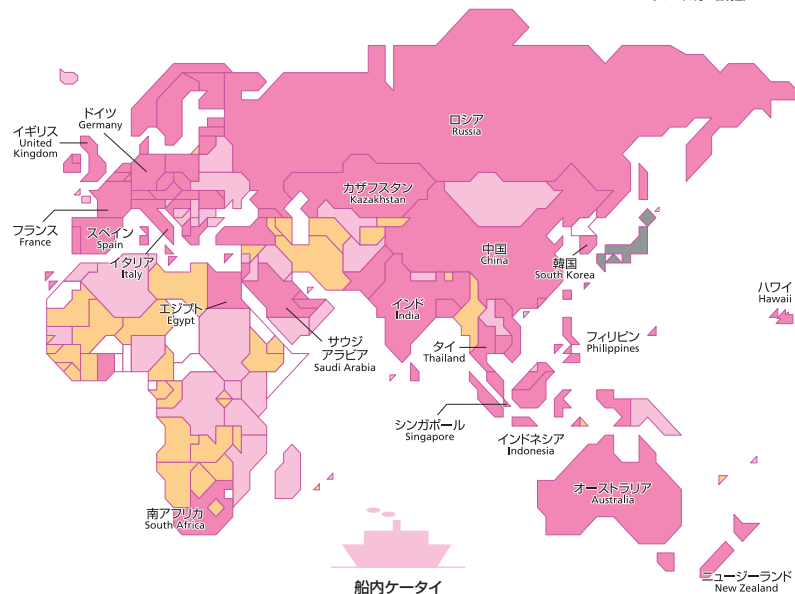 ロシア
Russia
ドイツ
Germany
イギリス
United
Kingdom
カザフスタン
Kazakhstan
フランス
France
スペイン
Spain
イタリア
Italy
中国
China
韓国
South Korea
ハワイ
Hawaii
エジプト
Egypt
インド
India
サウジ
アラビア
Saudi Arabia
タイ
Thailand
フィリピン
Philippines
シンガポール
Singapore
インドネシア
Indonesia
オーストラリア
Australia
南アフリカ
South Africa
ニュージーランド
New Zealand
船内ケータイ